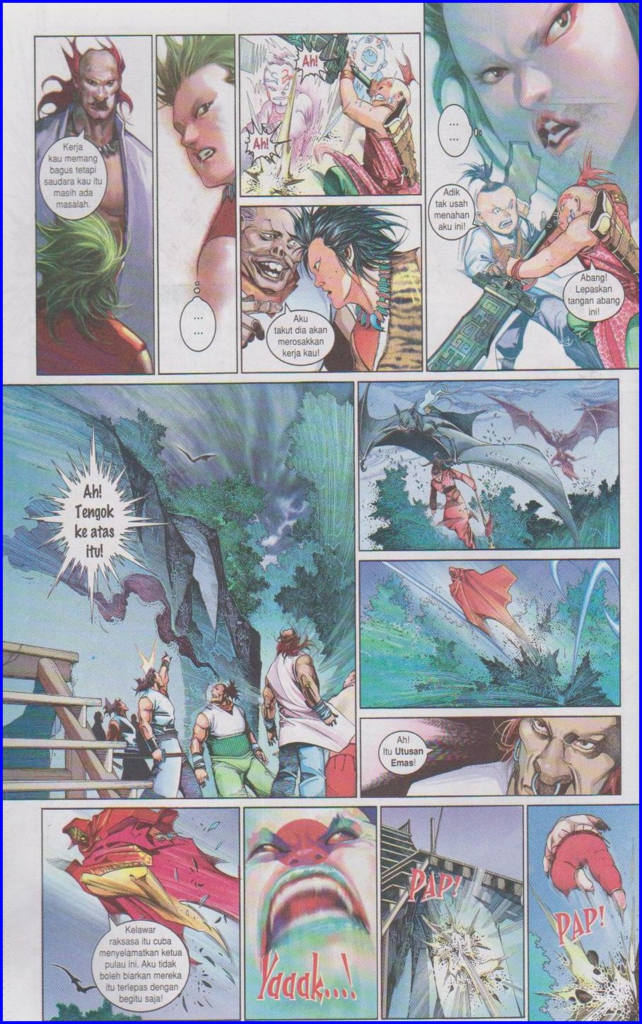 Kerja
kau memang
bagus tetapi
saudara kau itu
masih ada
masalah.
...
...
Ah!
Ah!
Aku
takut dia akan
merosakkan
kerja kau!
...
...
Adik
tak usah
menahan
aku ini!
Abang!
Lepaskan
tangan abang
ini!
Ah!
Tengok
ke atas
itu!
Ah!
Itu Utusan
Emas!
Kelawar
raksasa itu cuba
menyelamatkan ketua
pulau ini. Aku tidak
boleh biarkan mereka
itu terlepas dengan
begitu saja!
Yaaak...!
PAP!
PAP!